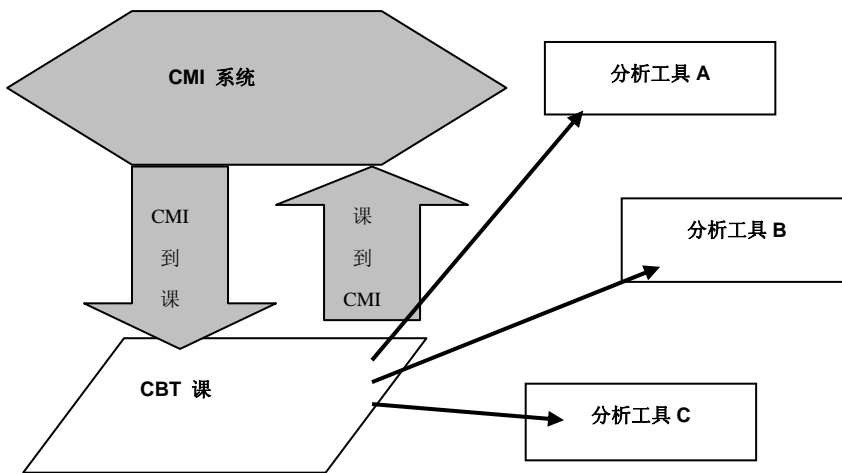 CMI 系统
分析工具 A
CMI
到
课
课
到
CMI
分析工具 B
CBT 课
分析工具 C